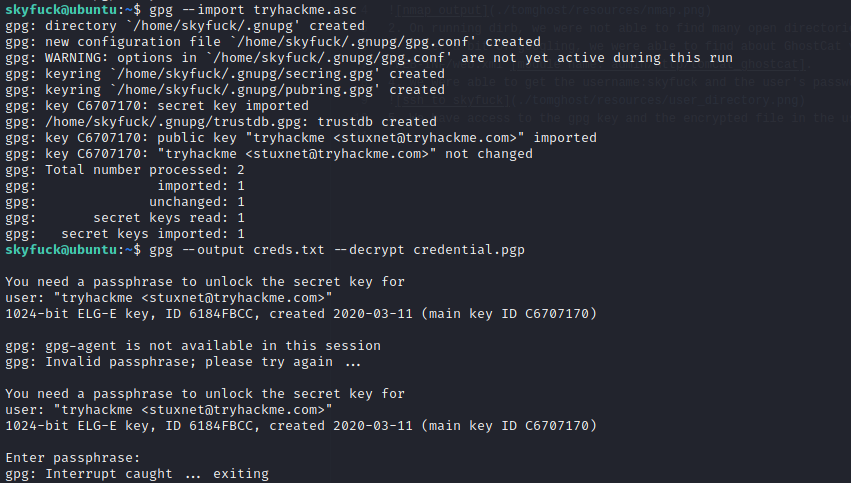 skyfuck@ubuntu:~$ gpg --import tryhackme.asc
gpg: directory `/home/skyfuck/.gnupg' created
gpg: new configuration file `/home/skyfuck/.gnupg/gpg.conf' created
gpg: WARNING: options in `/home/skyfuck/.gnupg/gpg.conf' are not yet active during this run
gpg: keyring `/home/skyfuck/.gnupg/secring.gpg' created
gpg: keyring `/home/skyfuck/.gnupg/pubring.gpg' created
gpg: key C6707170: secret key imported
gpg: /home/skyfuck/.gnupg/trustdb.gpg: trustdb created
gpg: key C6707170: public key "tryhackme <stuxnet@tryhackme.com>" imported
gpg: key C6707170: "tryhackme <stuxnet@tryhackme.com>" not changed
gpg: Total number processed: 2
gpg:               imported: 1
gpg:              unchanged: 1
gpg:       secret keys read: 1
gpg:   secret keys imported: 1
skyfuck@ubuntu:~$ gpg --output creds.txt --decrypt credential.pgp
You need a passphrase to unlock the secret key for
user: "tryhackme <stuxnet@tryhackme.com>"
1024-bit ELG-E key, ID 6184FBCC, created 2020-03-11 (main key ID C6707170)
gpg: gpg-agent is not available in this session
gpg: Invalid passphrase; please try again ...
You need a passphrase to unlock the secret key for
user: "tryhackme <stuxnet@tryhackme.com>"
1024-bit ELG-E key, ID 6184FBCC, created 2020-03-11 (main key ID C6707170)
Enter passphrase:
gpg: Interrupt caught ... exiting